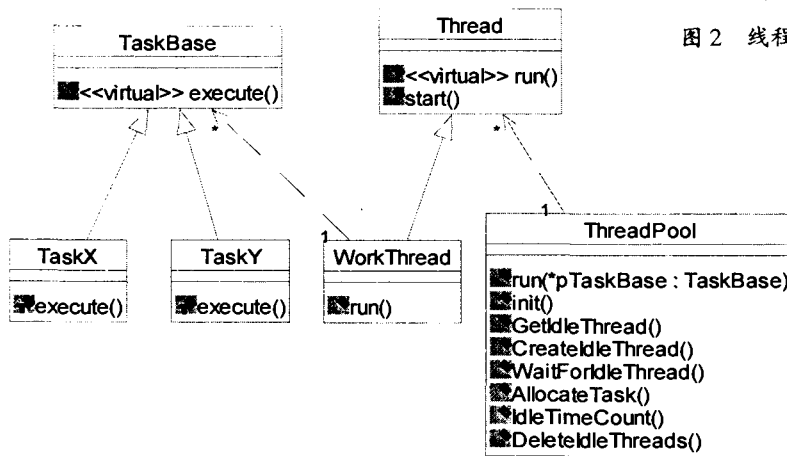 图2 线程
TaskBase
<<virtual>> execute()
Thread
<<virtual>> run()
start()
*
*
1
1
TaskX
execute()
TaskY
execute()
WorkThread
run()
ThreadPool
run(*pTaskBase : TaskBase)
init()
GetIdleThread()
CreateIdleThread()
WaitForIdleThread()
AllocateTask()
IdleTimeCount()
DeleteIdleThreads()